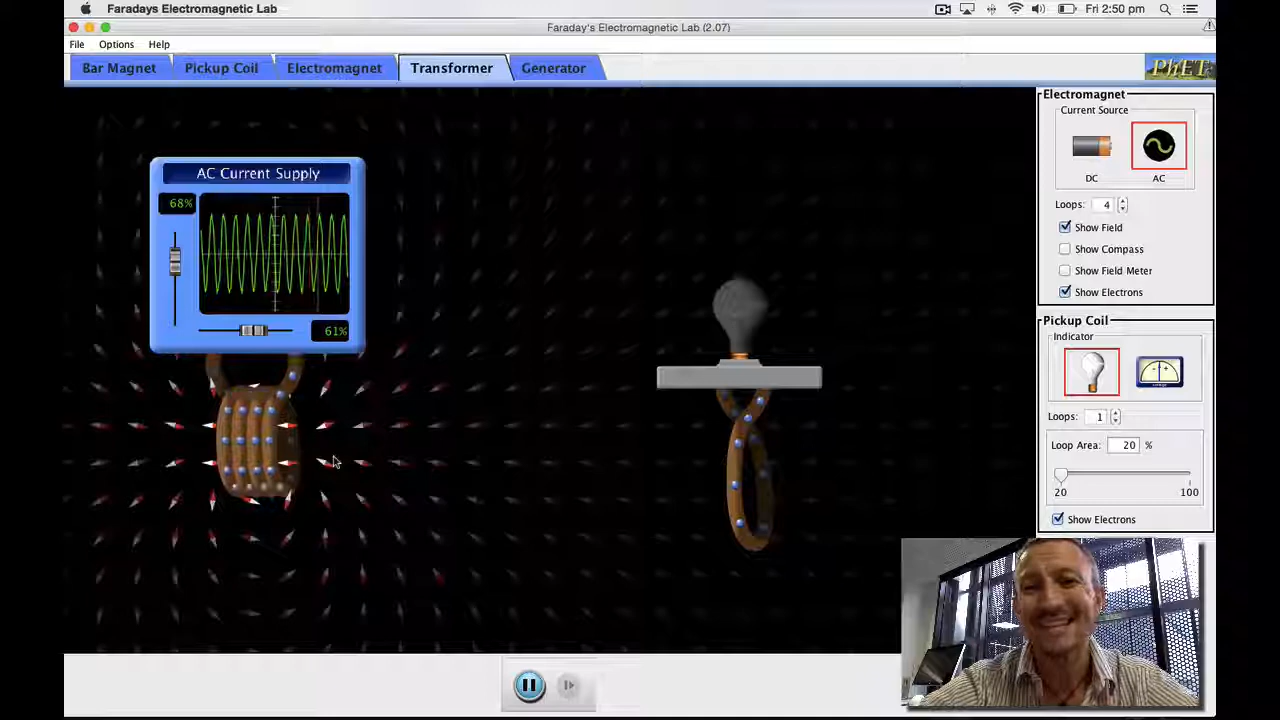 Faradays Electromagnetic Lab
Fri 2:50 pm
Faraday's Electromagnetic Lab (2.07)
File Options Help
Bar Magnet Pickup Coil Electromagnet Transformer Generator
PhET
Electromagnet
Current Source
DC AC
Loops: 4
Show Field
Show Compass
Show Field Meter
Show Electrons
AC Current Supply
68%
61%
Pickup Coil
Indicator
Loops: 1
Loop Area: 20 %
20 100
Show Electrons